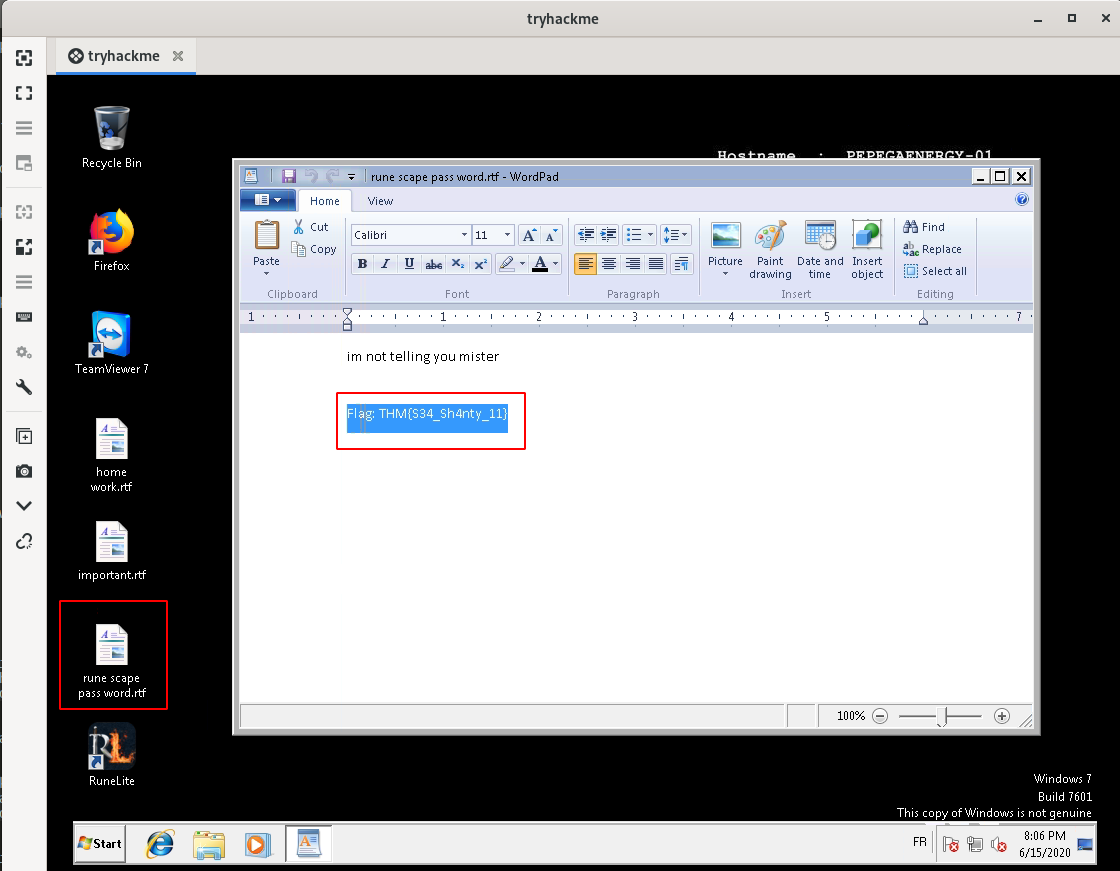 tryhackme
tryhackme
Recycle Bin
Firefox
TeamViewer 7
home
work.rtf
important.rtf
rune scape
pass word.rtf
RuneLite
Hostname : PEPEGAENERGY-01
rune scape pass word.rtf - WordPad
Home View
Paste
Cut
Copy
Clipboard
Calibri 11
B I U abc X₂ X²
Font
Paragraph
Picture
Paint
drawing
Date and
time
Insert
object
Insert
Find
Replace
Select all
Editing
1 1 2 3 4 5 7
im not telling you mister
Flag: THM{S34_Sh4nty_11}
100%
Windows 7
Build 7601
This copy of Windows is not genuine
Start
FR
8:06 PM
6/15/2020